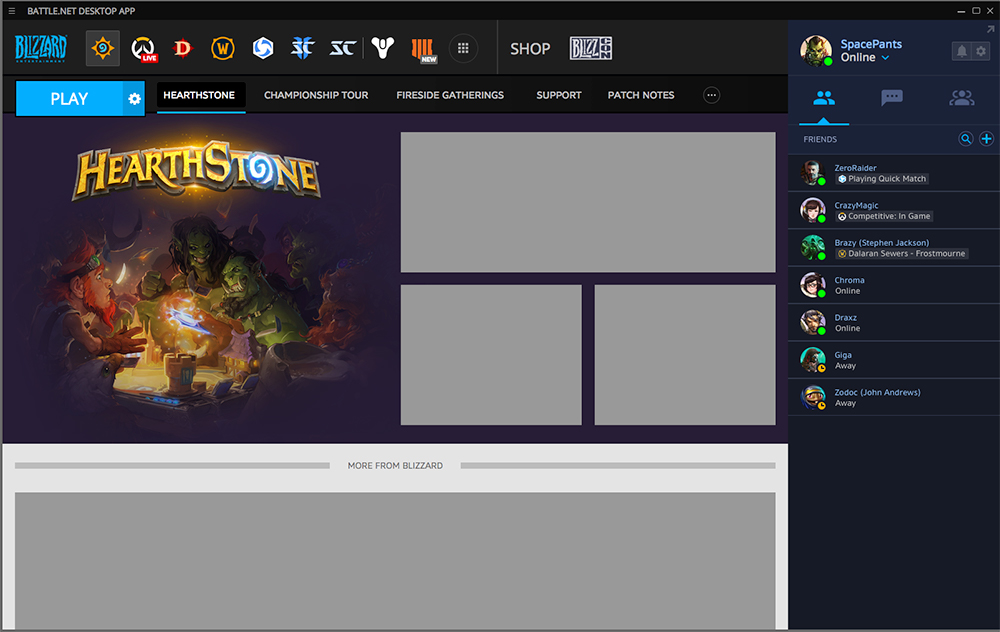 BATTLE.NET DESKTOP APP
BLIZZARD
ENTERTAINMENT
LIVE
D
W
SC
IIII
NEW
SHOP
BLIZZ
PLAY
HEARTHSTONE
CHAMPIONSHIP TOUR
FIRESIDE GATHERINGS
SUPPORT
PATCH NOTES
HEARTHSTONE
MORE FROM BLIZZARD
SpacePants
Online
FRIENDS
ZeroRaider
Playing Quick Match
CrazyMagic
Competitive: In Game
Brazy (Stephen Jackson)
Dalaran Sewers - Frostmourne
Chroma
Online
Draxz
Online
Giga
Away
Zodoc (John Andrews)
Away